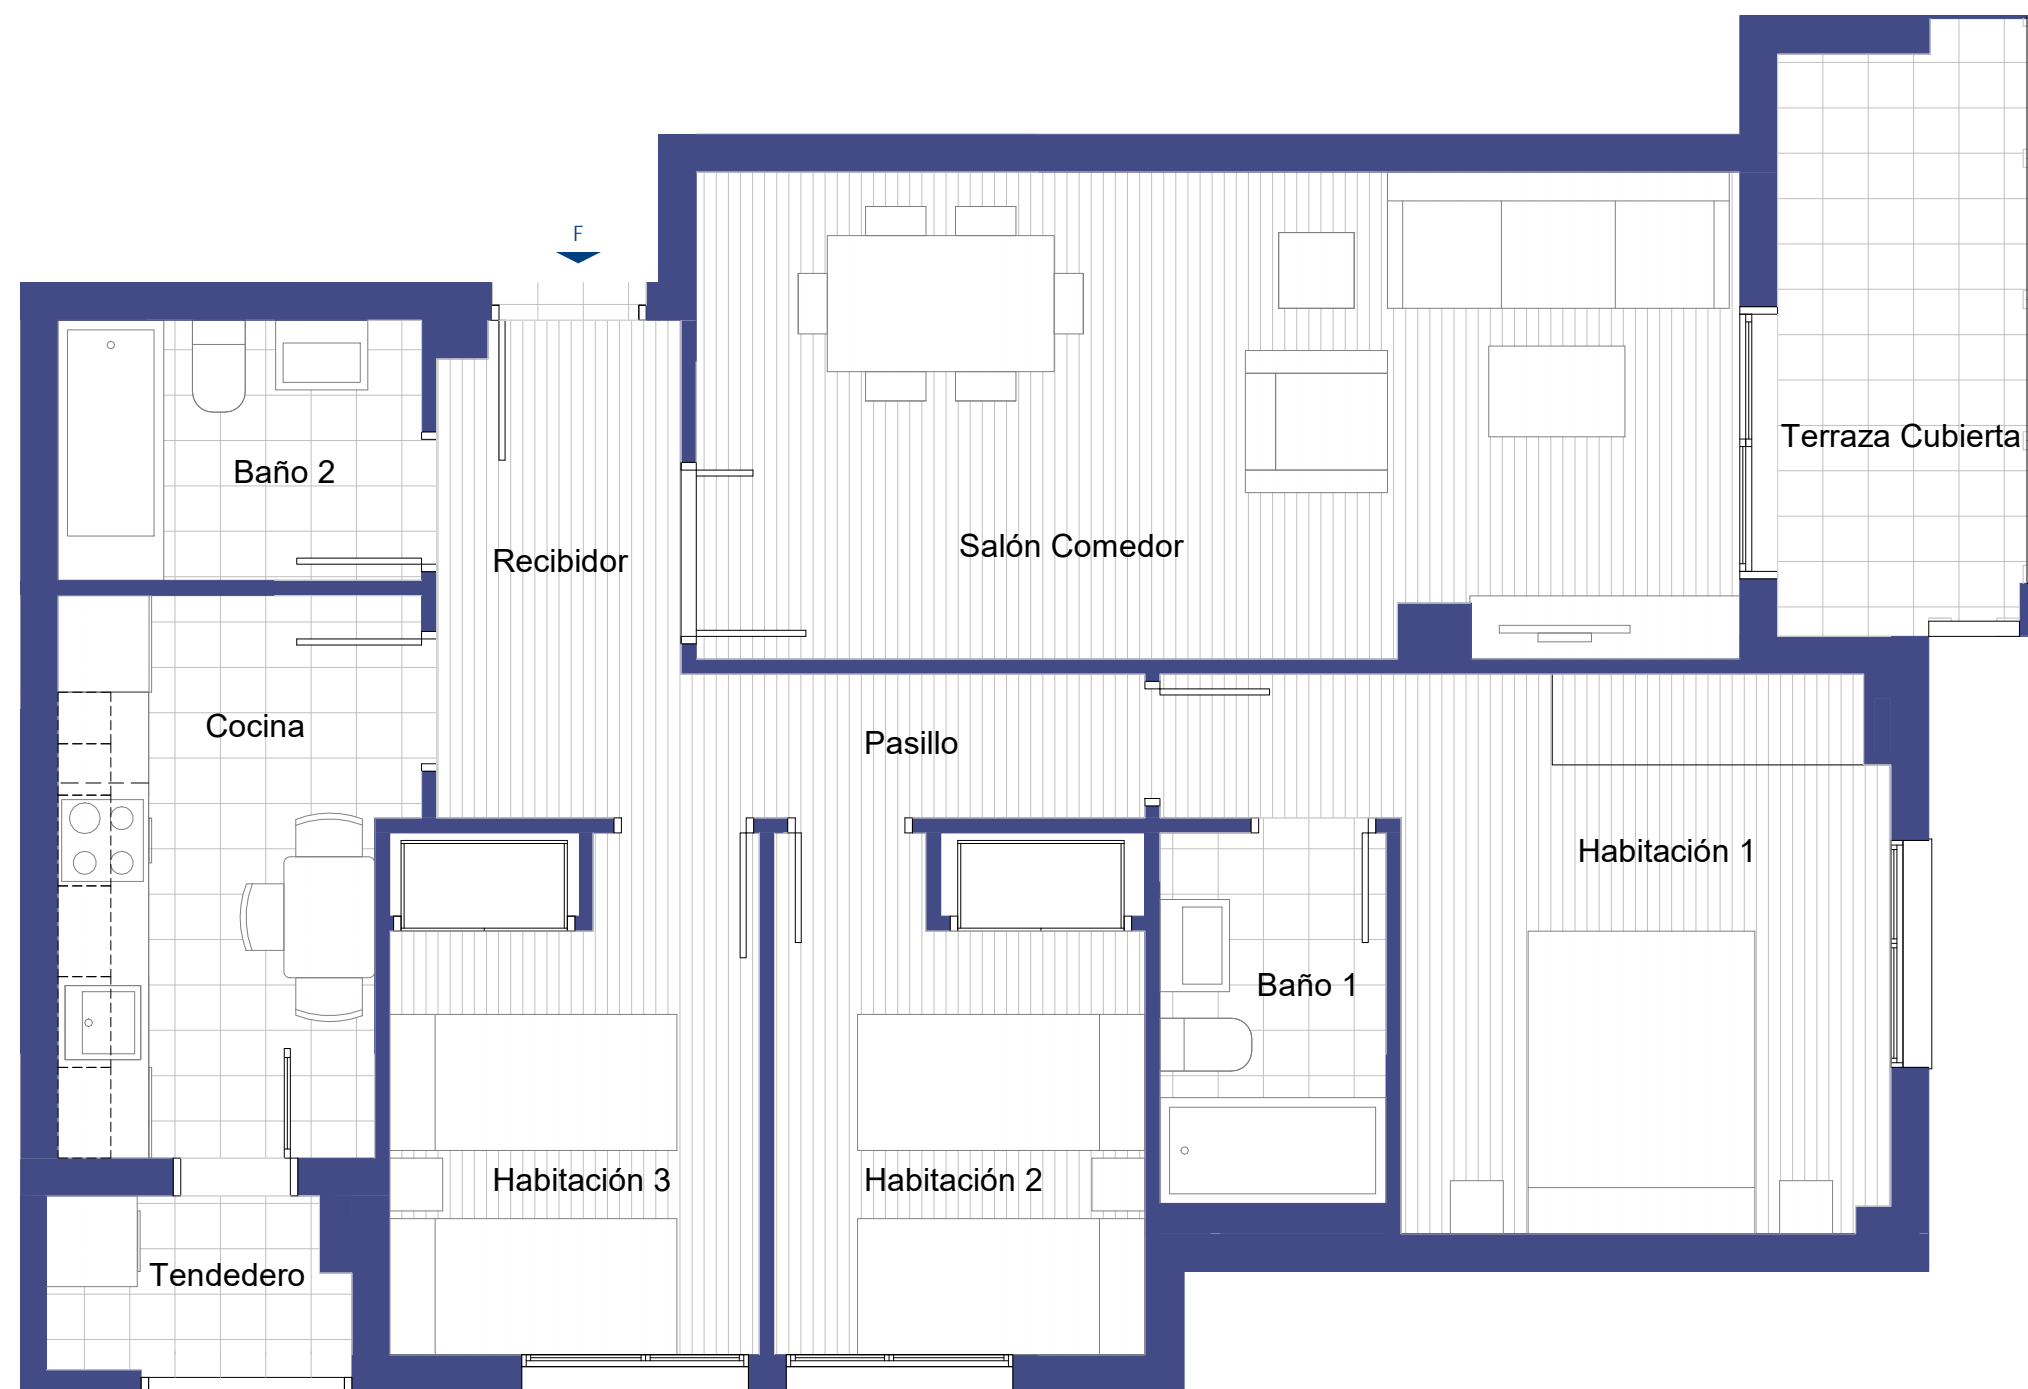 F
Terraza Cubierta
Baño 2
Recibidor
Salón Comedor
Cocina
Pasillo
Habitación 1
Baño 1
Habitación 3
Habitación 2
Tendedero